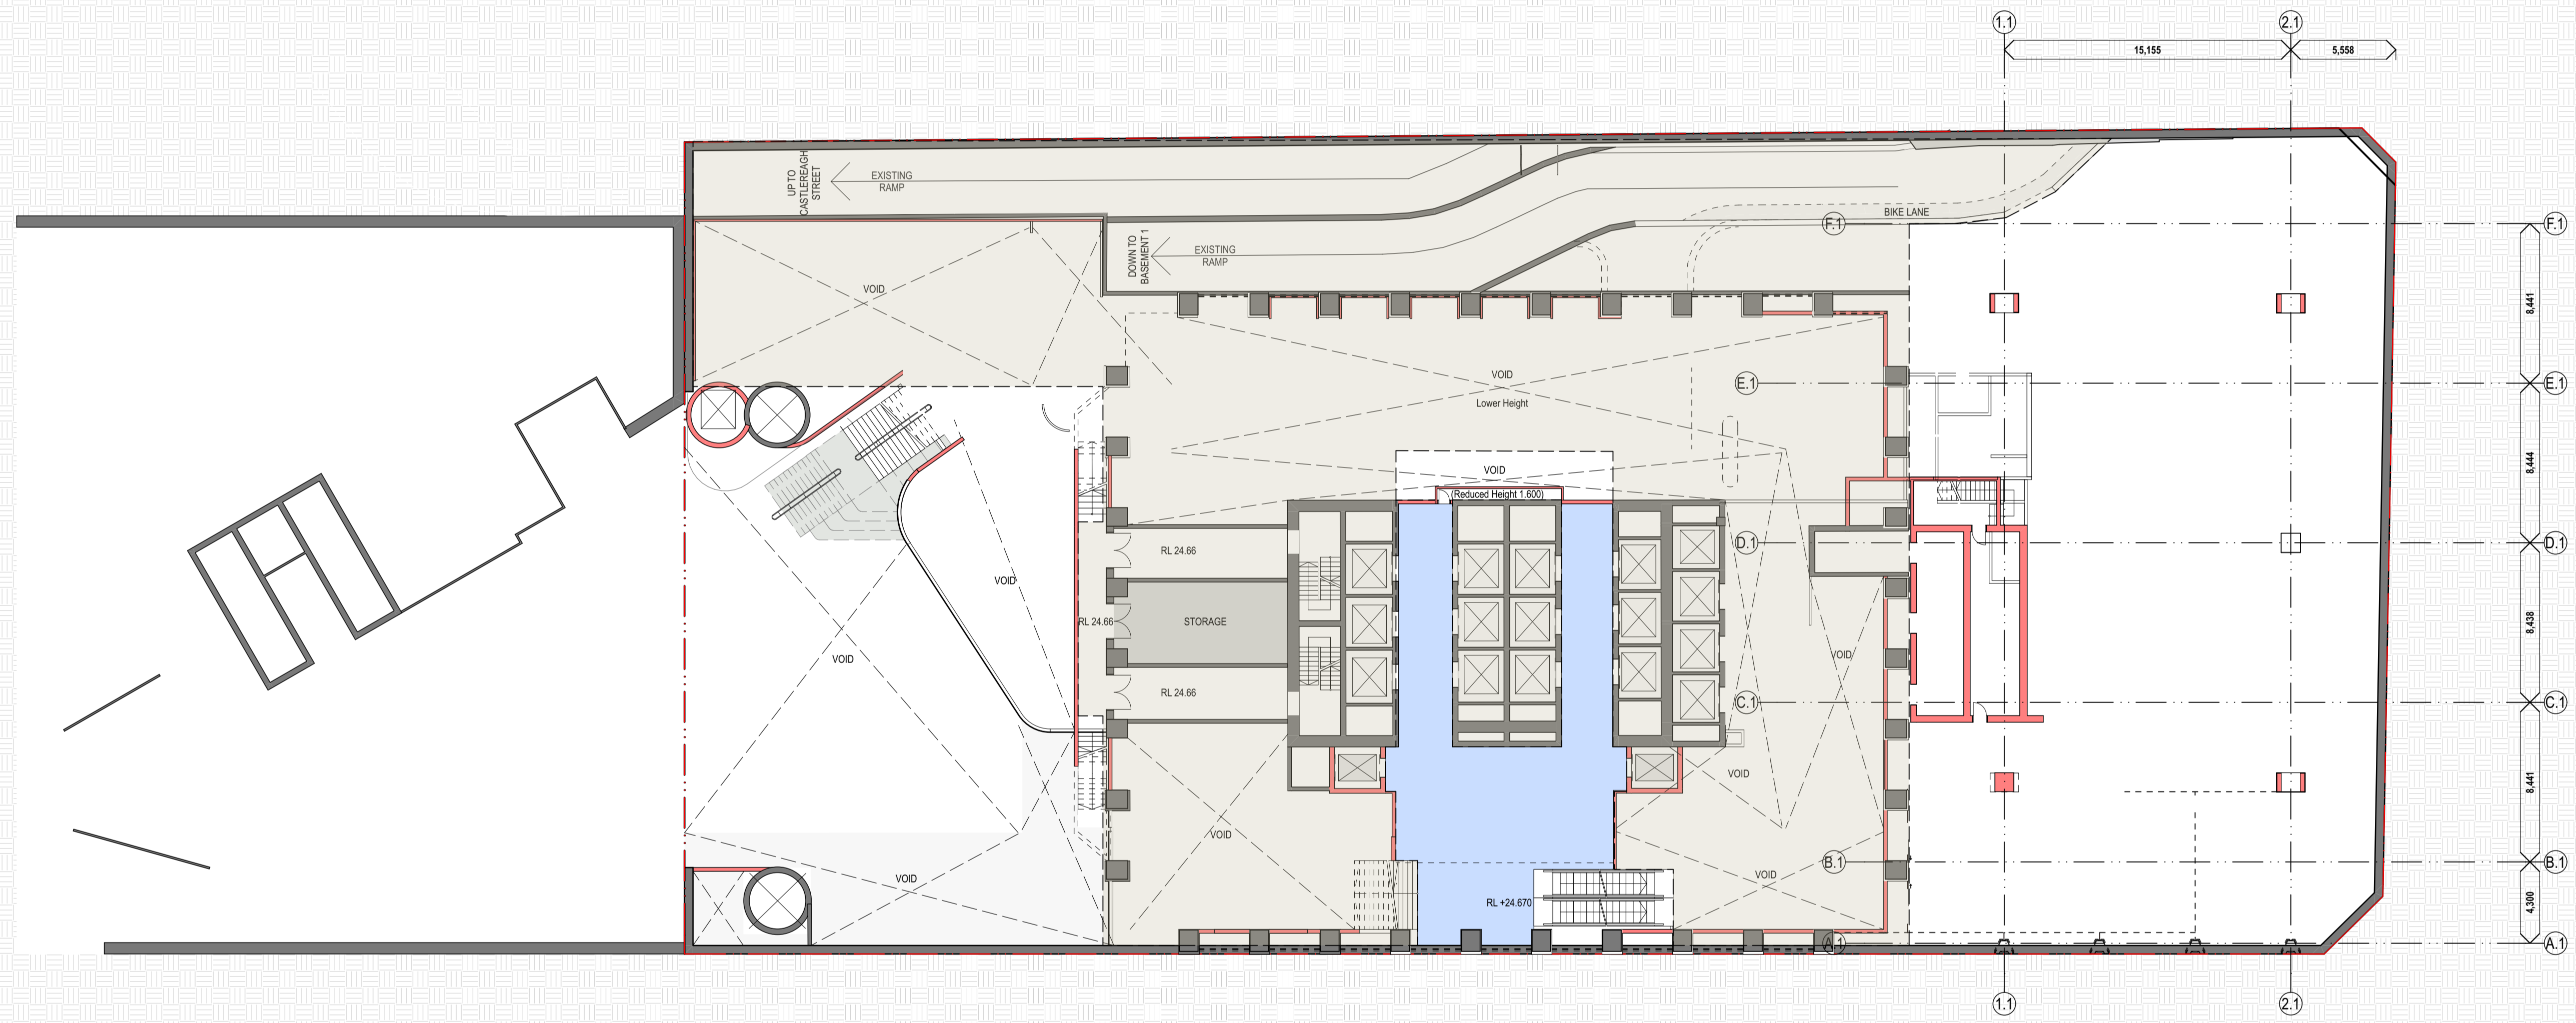 1.1
2.1
15,155
5,558
UP TO
CASTLEREAGH
STREET
EXISTING
RAMP
BIKE LANE
F.1
F.1
DOWN TO
BASEMENT 1
EXISTING
RAMP
VOID
8,441
VOID
Lower Height
E.1
E.1
VOID
(Reduced Height 1.600)
8,444
RL 24.66
D.1
D.1
VOID
RL 24.66
STORAGE
8,438
VOID
VOID
RL 24.66
C.1
C.1
VOID
8,441
VOID
B.1
B.1
VOID
VOID
RL +24.670
4,300
A.1
A.1
1.1
2.1